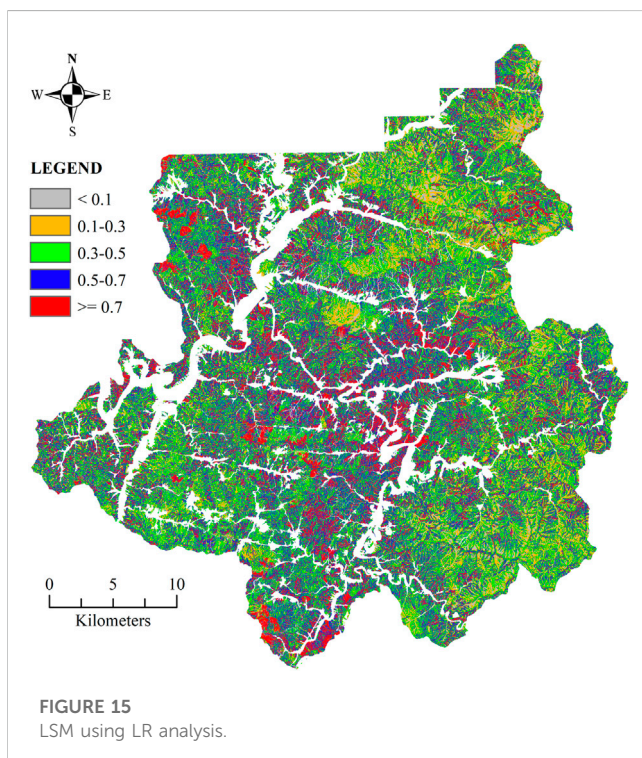 N
W E
S
LEGEND
< 0.1
0.1-0.3
0.3-0.5
0.5-0.7
>= 0.7
0 5 10
Kilometers
FIGURE 15
LSM using LR analysis.